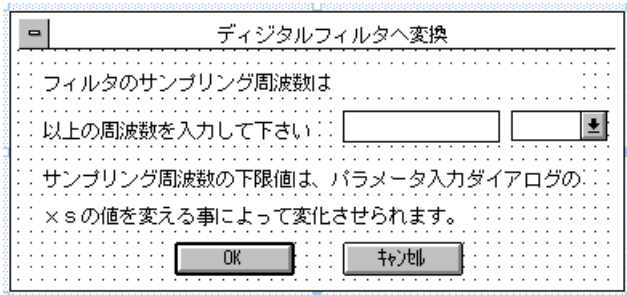 ディジタルフィルタへ変換
フィルタのサンプリング周波数は
以上の周波数を入力して下さい
サンプリング周波数の下限値は、パラメータ入力ダイアログの
×sの値を変える事によって変化させられます。
OK ｷｬﾝｾﾙ